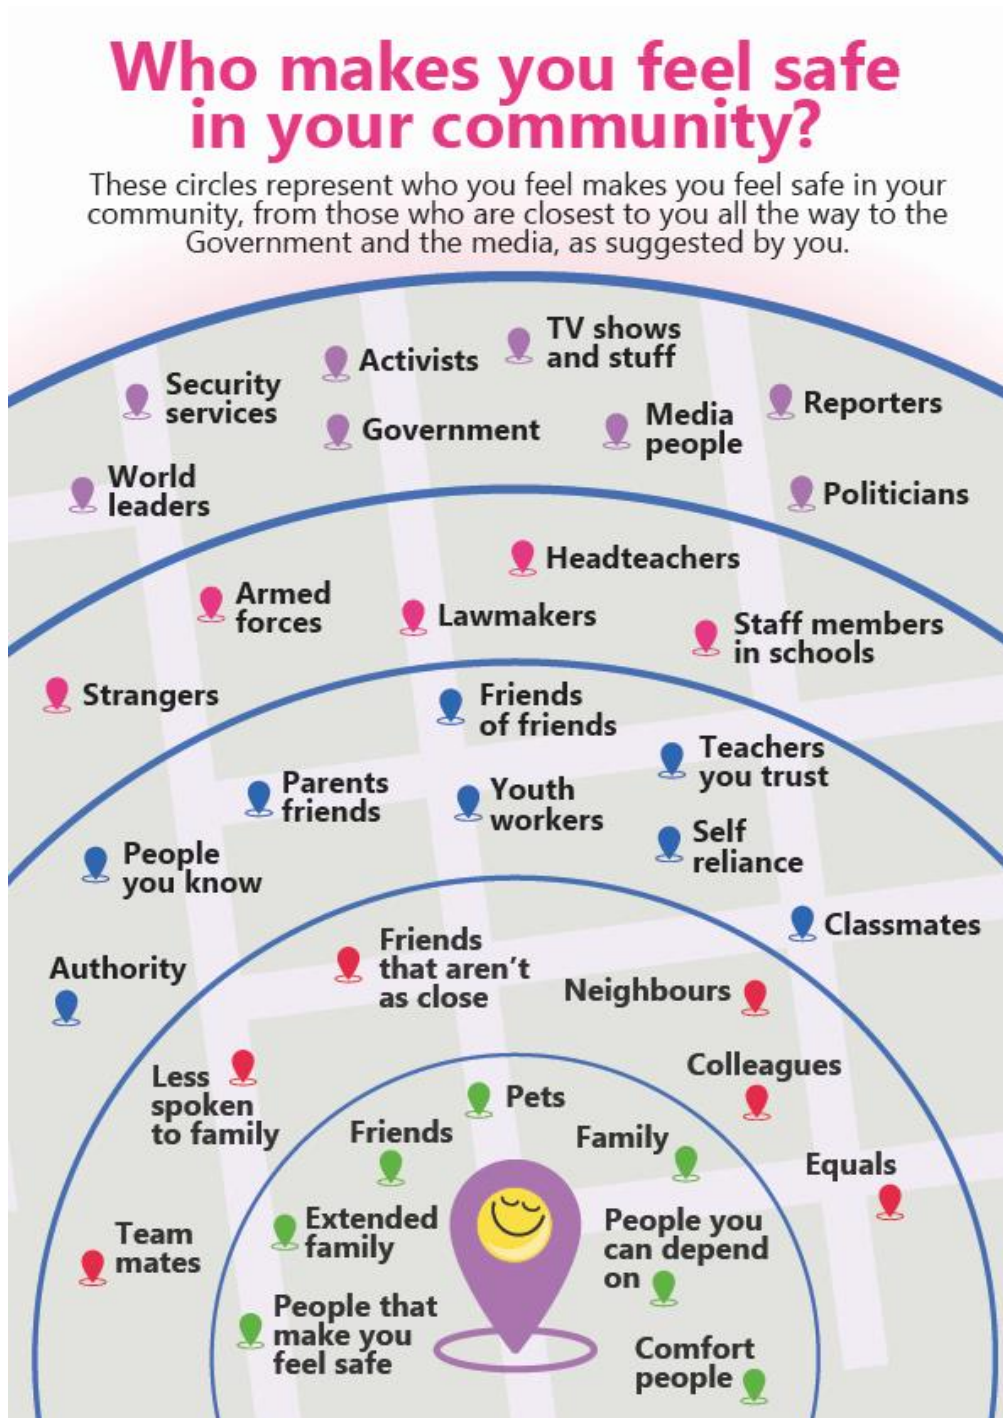 Who makes you feel safe
in your community?
These circles represent who you feel makes you feel safe in your
community, from those who are closest to you all the way to the
Government and the media, as suggested by you.
TV shows
and stuff
Activists
Security
services
Reporters
Media
people
Government
World
leaders
Politicians
Headteachers
Armed
forces
Lawmakers
Staff members
in schools
Strangers
Friends
of friends
Teachers
you trust
Parents
friends
Youth
workers
Self
reliance
People
you know
Classmates
Authority
Friends
that aren't
as close
Neighbours
Less
spoken
to family
Colleagues
Equals
Team
mates
Pets
Friends
Family
Extended
family
People you
can depend
on
People that
make you
feel safe
Comfort
people